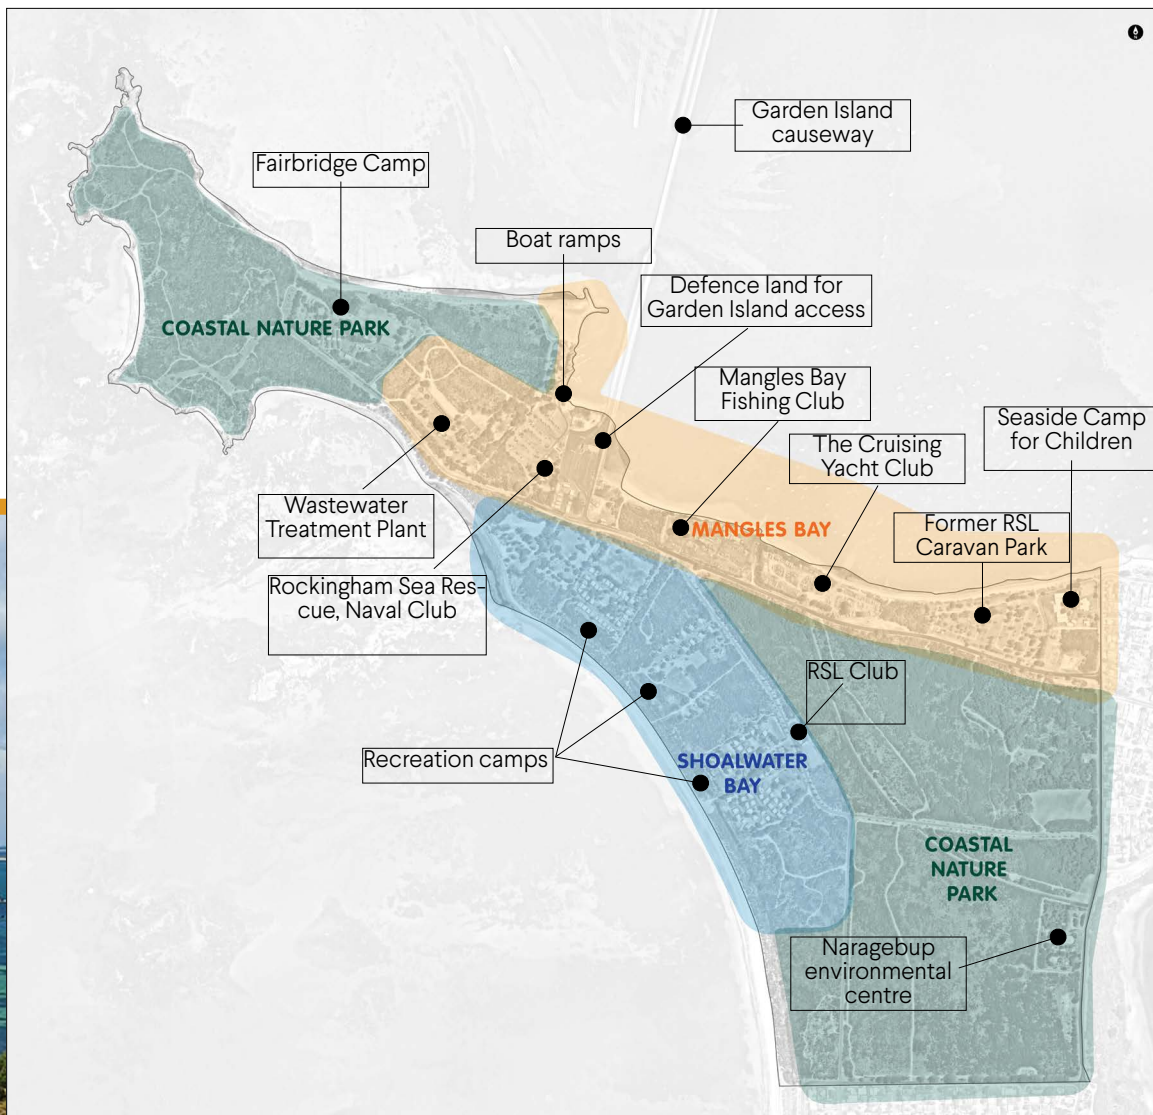 Garden Island
causeway
Fairbridge Camp
Boat ramps
Defence land for
Garden Island access
COASTAL NATURE PARK
Mangles Bay
Fishing Club
Seaside Camp
for Children
The Cruising
Yacht Club
Wastewater
Treatment Plant
Former RSL
Caravan Park
MANGLES BAY
Rockingham Sea Res-
cue, Naval Club
RSL Club
Recreation camps
SHOALWATER
BAY
COASTAL
NATURE
PARK
Naragebup
environmental
centre